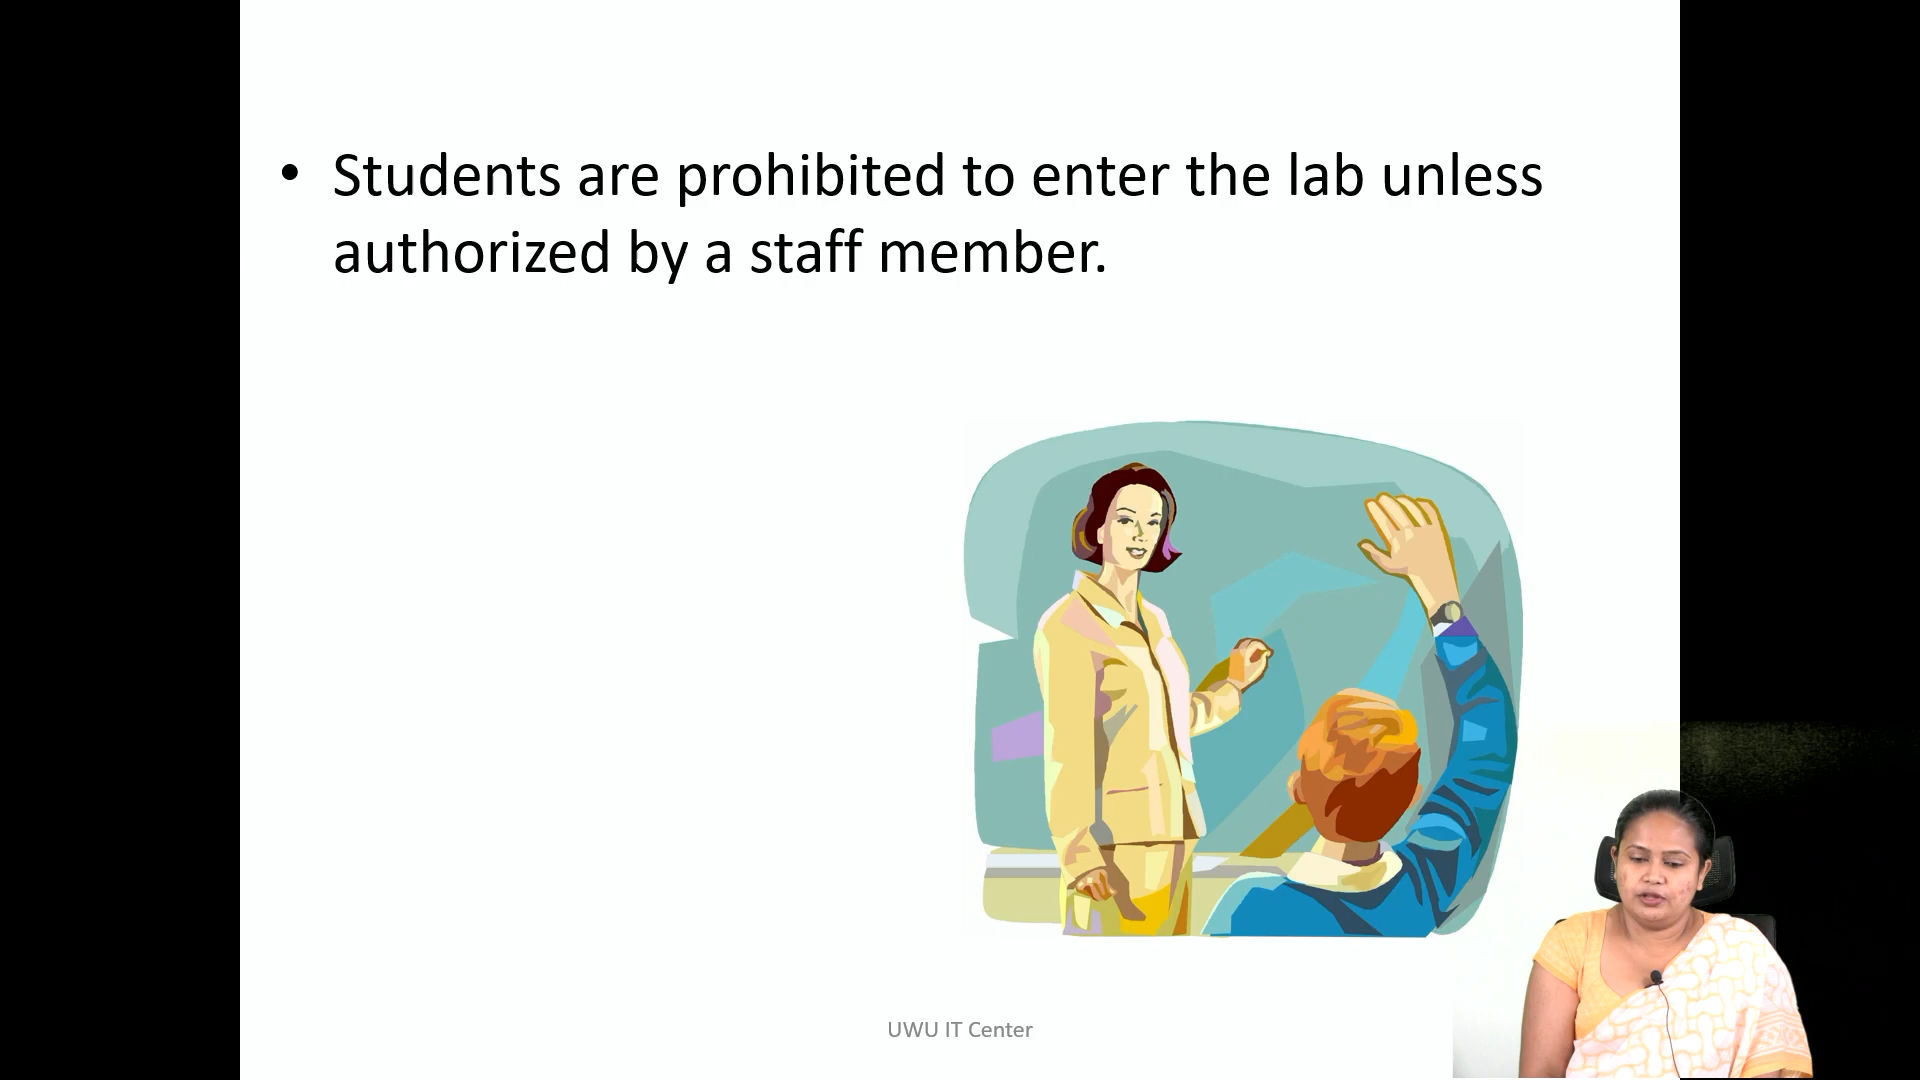 • Students are prohibited to enter the lab unless
authorized by a staff member.
UWU IT Center